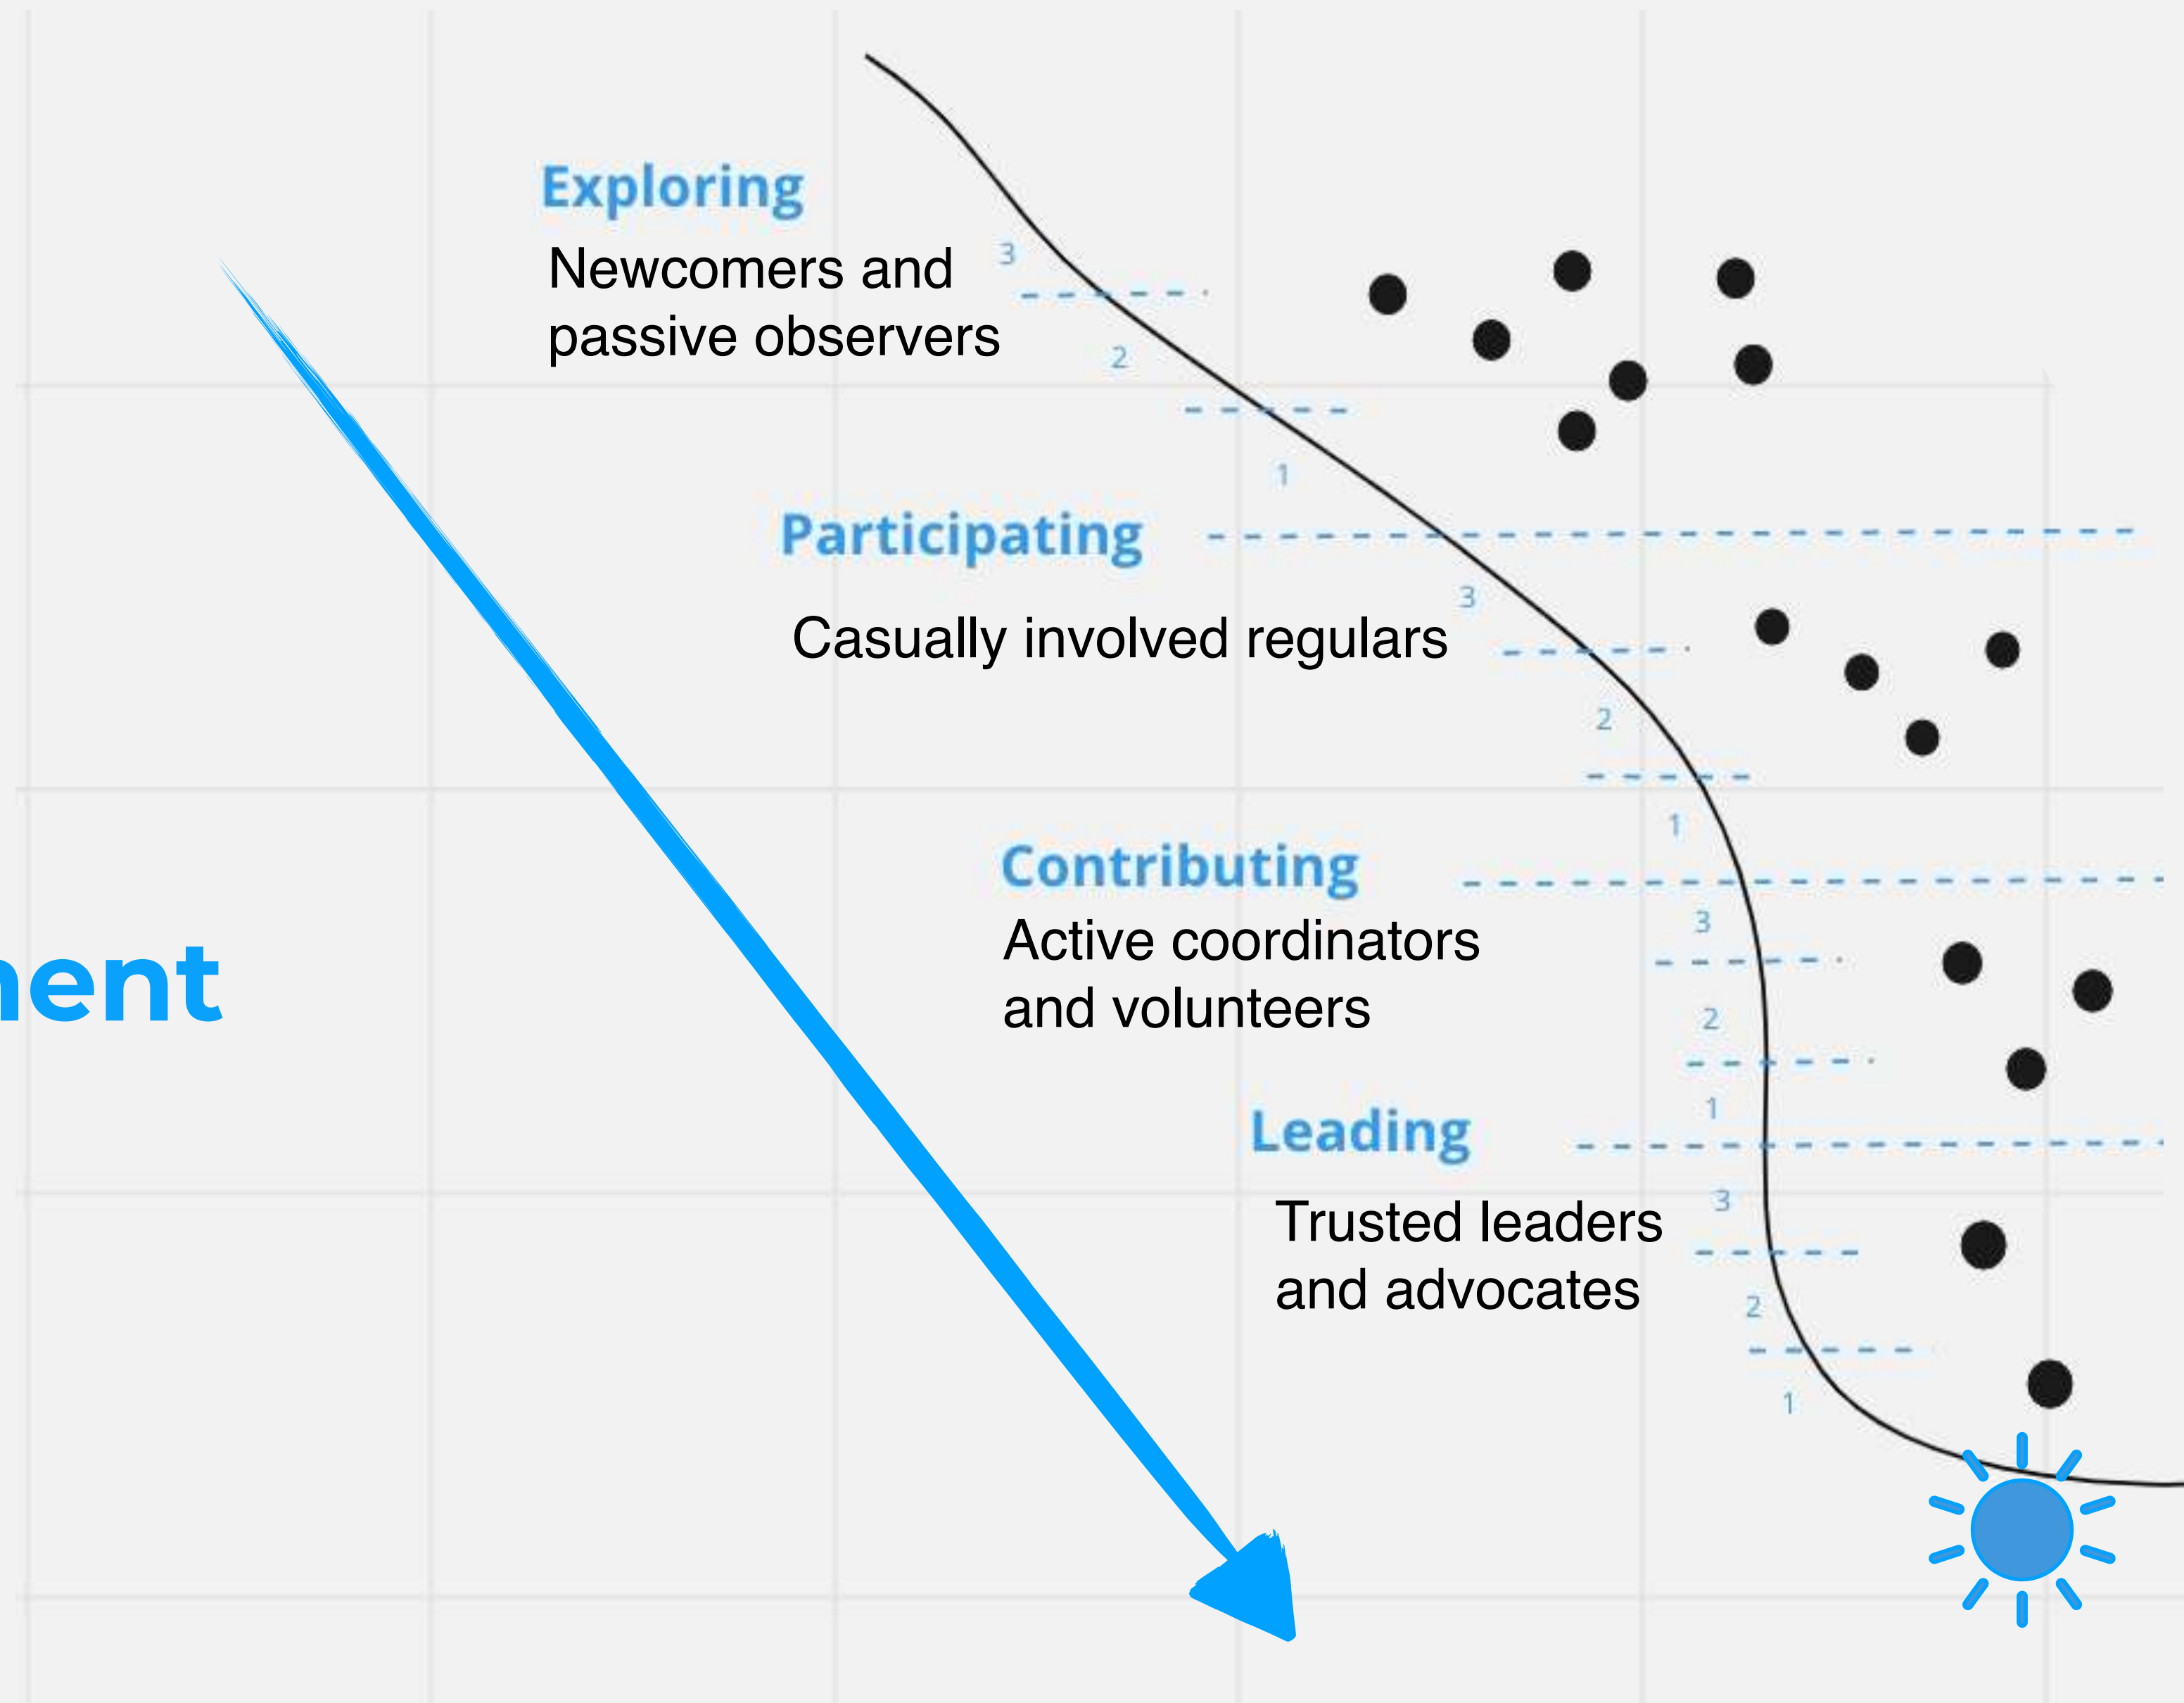 Exploring
Newcomers and
passive observers
3
2
1
Participating
3
Casually involved regulars
2
1
Contributing
3
Active coordinators
and volunteers
2
1
ent
Leading
3
Trusted leaders
and advocates
2
1